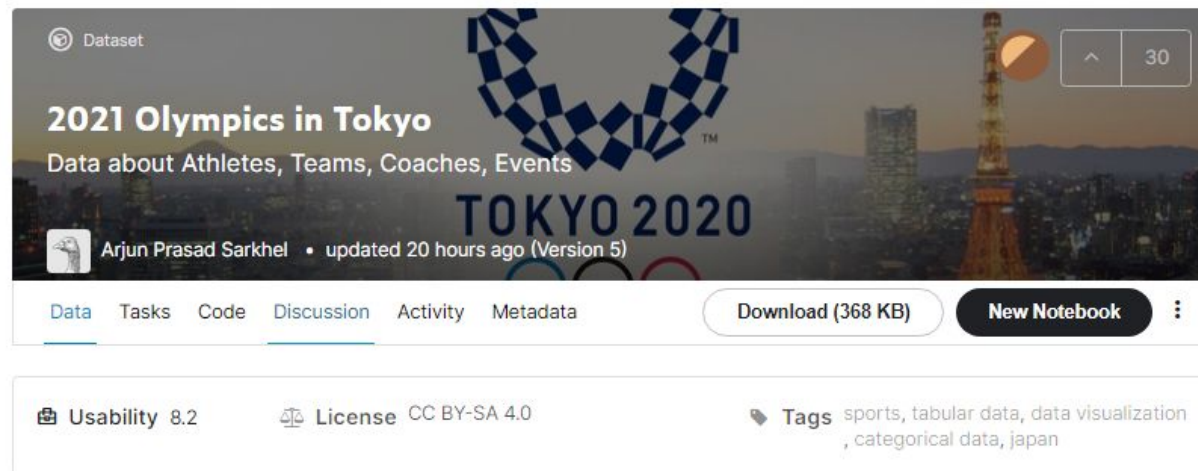 Dataset
30
2021 Olympics in Tokyo
Data about Athletes, Teams, Coaches, Events
TM
TOKYO 2020
Arjun Prasad Sarkhel • updated 20 hours ago (Version 5)
Data Tasks Code Discussion Activity Metadata Download (368 KB) New Notebook
Usability 8.2 License CC BY-SA 4.0 Tags sports, tabular data, data visualization
, categorical data, japan